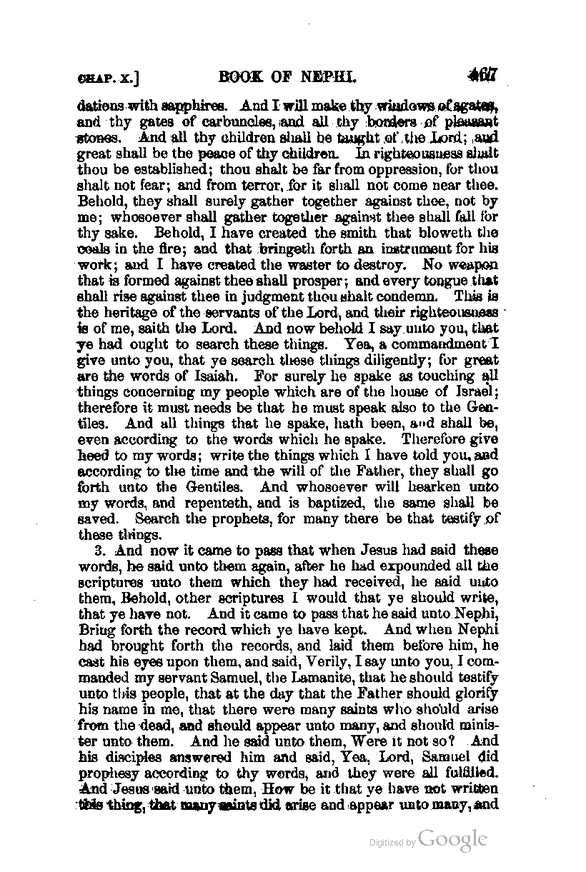 CHAP. X.] BOOK OF NEPHI. 467
dations with sapphires. And I will make thy windows of agates,
and thy gates of carbuncles, and all thy borders of pleasant
stones. And all thy children shall be taught of the Lord; and
great shall be the peace of thy children. In righteousness shalt
thou be established; thou shalt be far from oppression, for thou
shalt not fear; and from terror, for it shall not come near thee.
Behold, they shall surely gather together against thee, not by
me; whosoever shall gather together against thee shall fall for
thy sake. Behold, I have created the smith that bloweth the
coals in the fire; and that bringeth forth an instrument for his
work; and I have created the waster to destroy. No weapon
that is formed against thee shall prosper; and every tongue that
shall rise against thee in judgment thou shalt condemn. This is
the heritage of the servants of the Lord, and their righteousness
is of me, saith the Lord. And now behold I say unto you, that
ye had ought to search these things. Yea, a commandment I
give unto you, that ye search these things diligently; for great
are the words of Isaiah. For surely he spake as touching all
things concerning my people which are of the house of Israel;
therefore it must needs be that he must speak also to the Gen-
tiles. And all things that he spake, hath been, and shall be,
even according to the words which he spake. Therefore give
heed to my words; write the things which I have told you, and
according to the time and the will of the Father, they shall go
forth unto the Gentiles. And whosoever will hearken unto
my words, and repenteth, and is baptized, the same shall be
saved. Search the prophets, for many there be that testify of
these things.
3. And now it came to pass that when Jesus had said these
words, he said unto them again, after he had expounded all the
scriptures unto them which they had received, he said unto
them, Behold, other scriptures I would that ye should write,
that ye have not. And it came to pass that he said unto Nephi,
Bring forth the record which ye have kept. And when Nephi
had brought forth the records, and laid them before him, he
cast his eyes upon them, and said, Verily, I say unto you, I com-
manded my servant Samuel, the Lamanite, that he should testify
unto this people, that at the day that the Father should glorify
his name in me, that there were many saints who should arise
from the dead, and should appear unto many, and should minis-
ter unto them. And he said unto them, Were it not so? And
his disciples answered him and said, Yea, Lord, Samuel did
prophesy according to thy words, and they were all fulfilled.
And Jesus said unto them, How be it that ye have not written
this thing, that many saints did arise and appear unto many, and
Digitized by Google